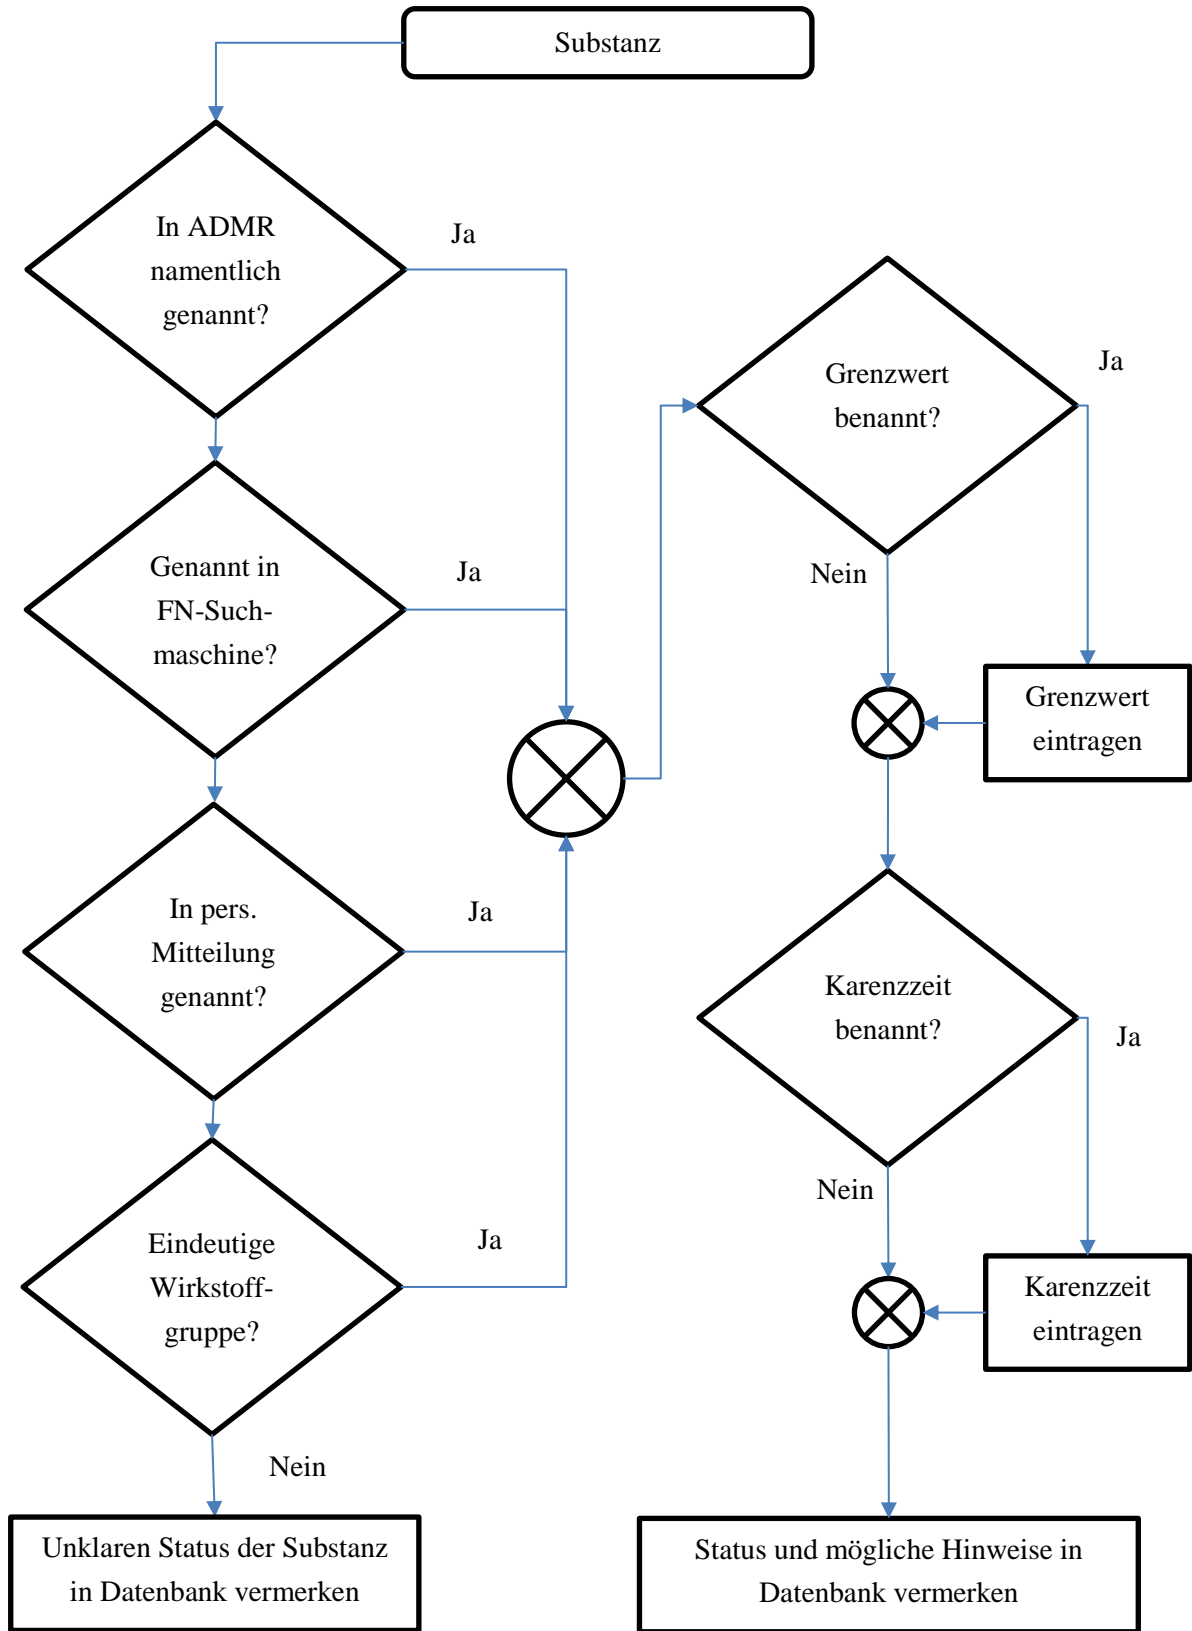 Substanz
In ADMR
namentlich
genannt?
Ja
Genannt in
FN-Such-
maschine?
Ja
In pers.
Mitteilung
genannt?
Ja
Eindeutige
Wirkstoff-
gruppe?
Ja
Nein
Unklaren Status der Substanz
in Datenbank vermerken
Grenzwert
benannt?
Ja
Nein
Grenzwert
eintragen
Karenzzeit
benannt?
Ja
Nein
Karenzzeit
eintragen
Status und mögliche Hinweise in
Datenbank vermerken